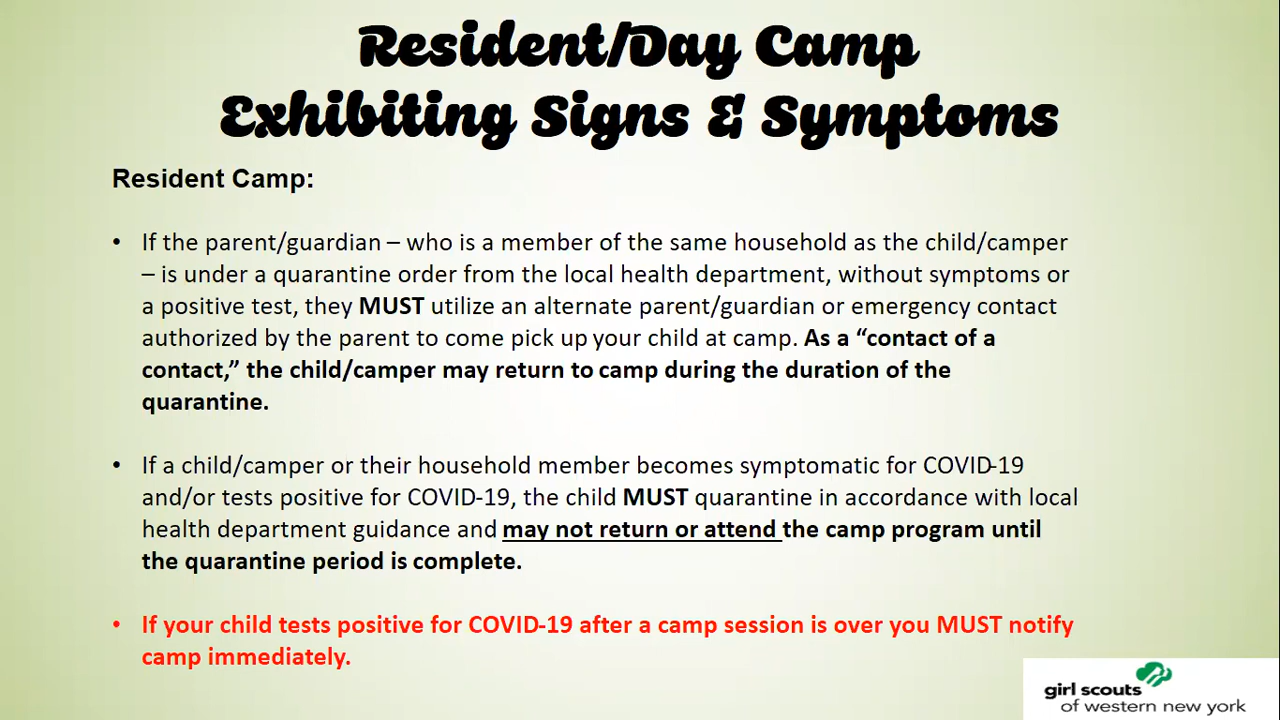 Resident/Day Camp
Exhibiting Signs & Symptoms
Resident Camp:
• If the parent/guardian – who is a member of the same household as the child/camper
– is under a quarantine order from the local health department, without symptoms or
a positive test, they MUST utilize an alternate parent/guardian or emergency contact
authorized by the parent to come pick up your child at camp. As a “contact of a
contact,” the child/camper may return to camp during the duration of the
quarantine.
• If a child/camper or their household member becomes symptomatic for COVID-19
and/or tests positive for COVID-19, the child MUST quarantine in accordance with local
health department guidance and may not return or attend the camp program until
the quarantine period is complete.
• If your child tests positive for COVID-19 after a camp session is over you MUST notify
camp immediately.
girl scouts
of western new york